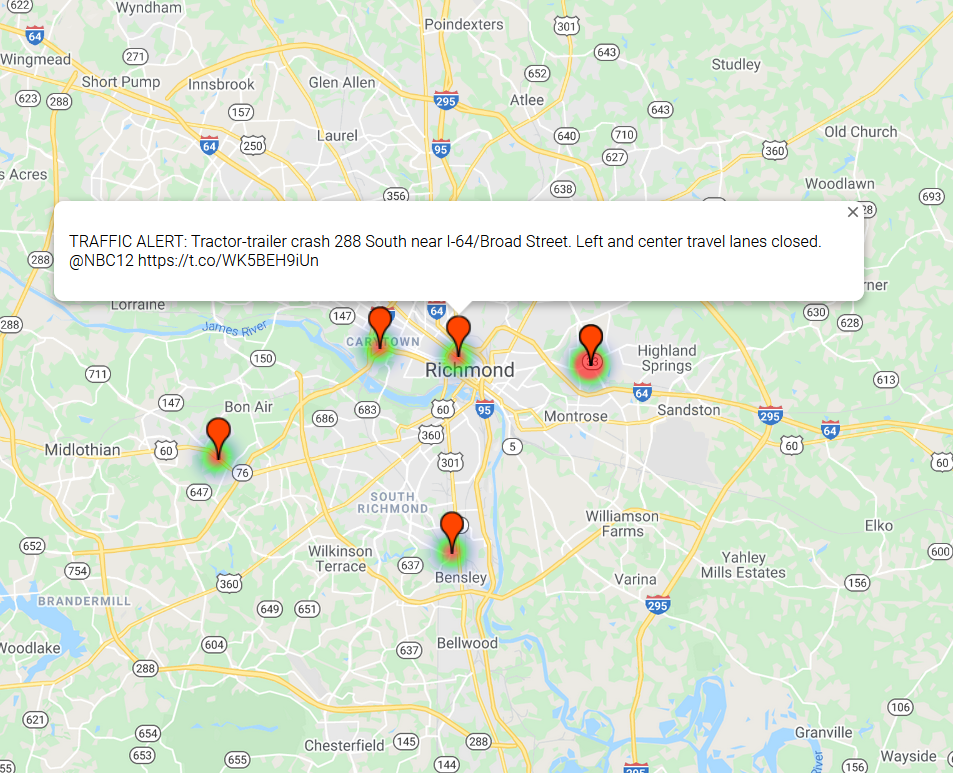 622
Wyndham
Poindexters
301
64
643
Wingmead
271
652
Studley
Short Pump
Innsbrook
Glen Allen
623
288
295
Atlee
157
643
640
710
Old Church
Laurel
64
250
95
360
627
s Acres
638
Woodlawn
356
693
28
TRAFFIC ALERT: Tractor-trailer crash 288 South near I-64/Broad Street. Left and center travel lanes closed.
@NBC12 https://t.co/WK5BEH9iUn
288
rner
Lorraine
147
64
630
628
288
James River
CARYTOWN
150
Richmond
Highland
Springs
711
613
64
147
Bon Air
683
60
95
Sandston
686
Montrose
295
64
360
5
60
Midlothian
60
301
60
76
647
SOUTH
RICHMOND
Williamson
Farms
Elko
652
Wilkinson
Terrace
600
637
Yahley
Mills Estates
754
Bensley
Varina
360
156
BRANDERMILL
649
651
295
604
637
Bellwood
Woodlake
288
621
106
654
Granville
Chesterfield
145
288
653
655
Wayside
River
144
156
55
295